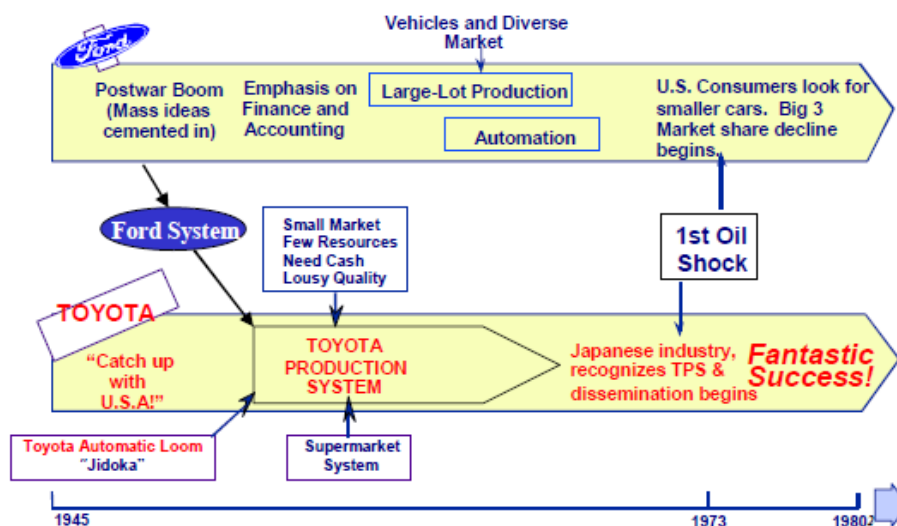 Vehicles and Diverse
Market
Ford
Postwar Boom
(Mass ideas
cemented in)
Emphasis on
Finance and
Accounting
Large-Lot Production
Automation
U.S. Consumers look for
smaller cars. Big 3
Market share decline
begins.
Ford System
Small Market
Few Resources
Need Cash
Lousy Quality
1st Oil
Shock
TOYOTA
“Catch up
with
U.S.A!”
TOYOTA
PRODUCTION
SYSTEM
Japanese industry,
recognizes TPS &
dissemination begins
Fantastic
Success!
Toyota Automatic Loom
“Jidoka”
Supermarket
System
1945
1973
1980